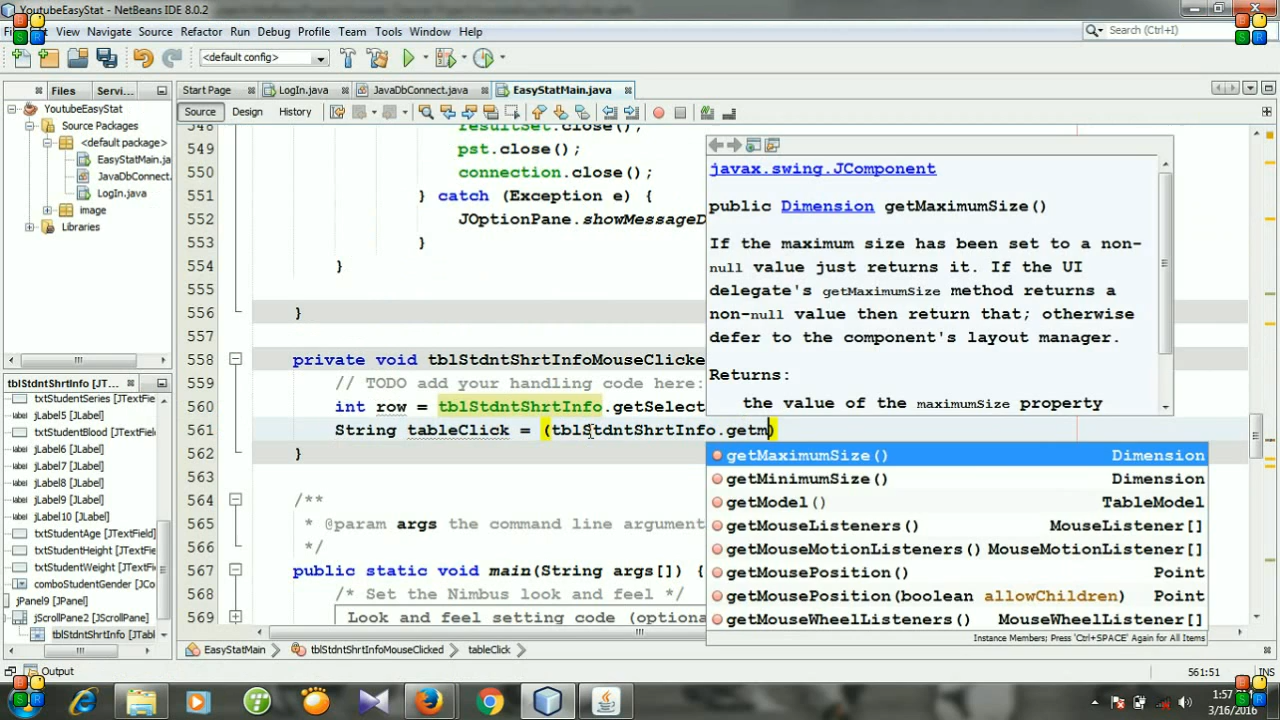 YoutubeEasyStat - NetBeans IDE 8.0.2
View Navigate Source Refactor Run Debug Profile Team Tools Window Help
Search (Ctrl+I)
<default config>
Files Servi...
Start Page LogIn.java JavaDbConnect.java EasyStatMain.java
Source Design History
YoutubeEasyStat
Source Packages
<default package>
EasyStatMain.ja
JavaDbConnect.
LogIn.java
image
Libraries
548 resultSet.close();
549 pst.close();
550 connection.close();
551 } catch (Exception e) {
552 JOptionPane.showMessageD
553 }
554 }
556 }
557
558 private void tblStdntShrtInfoMouseClicke
559 // TODO add your handling code here:
560 int row = tblStdntShrtInfo.getSelect
561 String tableClick = (tblStdntShrtInfo.getm)
562 }
563
564 /**
565 * @param args the command line argument
566 */
567 public static void main(String args[]) {
568 /* Set the Nimbus look and feel */
569 Look and feel setting code (optiona
javax.swing.JComponent
public Dimension getMaximumSize()
If the maximum size has been set to a non-
null value just returns it. If the UI
delegate's getMaximumSize method returns a
non-null value then return that; otherwise
defer to the component's layout manager.
Returns:
the value of the maximumSize property
getMaximumSize() Dimension
getMinimumSize() Dimension
getModel() TableModel
getMouseListeners() MouseListener[]
getMouseMotionListeners() MouseMotionListener[]
getMousePosition() Point
getMousePosition(boolean allowChildren) Point
getMouseWheelListeners() MouseWheelListener[]
Instance Members; Press 'Ctrl+SPACE' Again for All Items
tblStdntShrtInfo [JT...
txtStudentSeries [JTextFi
jLabel5 [JLabel]
txtStudentBlood [JTextFi
jLabel6 [JLabel]
jLabel7 [JLabel]
jLabel8 [JLabel]
jLabel9 [JLabel]
jLabel10 [JLabel]
txtStudentAge [JTextField
txtStudentHeight [JTextFi
txtStudentWeight [JTextFi
comboStudentGender [J
jPanel9 [JPanel]
jScrollPane2 [JScrollPane]
tblStdntShrtInfo [JTab
EasyStatMain tblStdntShrtInfoMouseClicked tableClick
Output
561:51 INS
1:57
3/16/2016